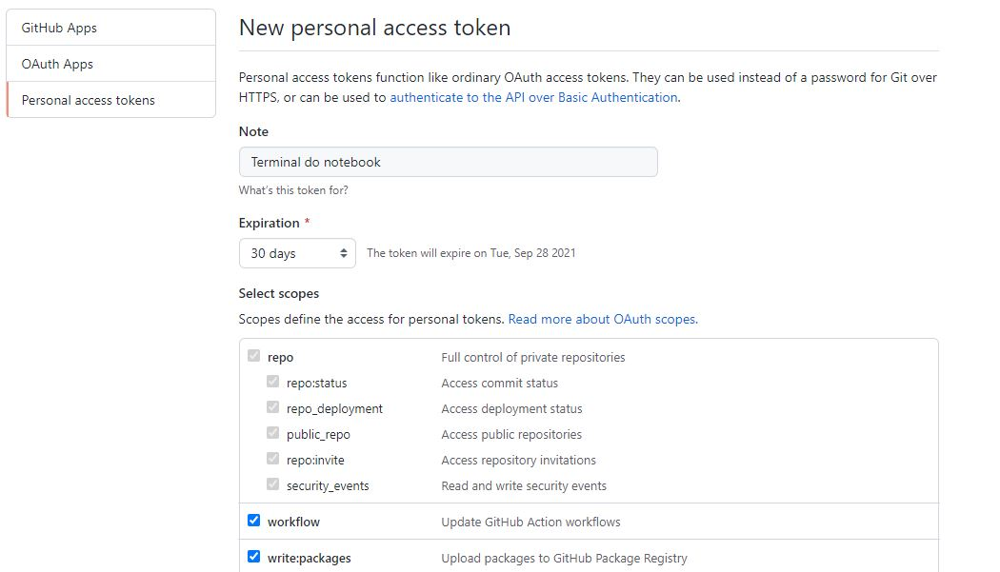 GitHub Apps
OAuth Apps
Personal access tokens
New personal access token
Personal access tokens function like ordinary OAuth access tokens. They can be used instead of a password for Git over
HTTPS, or can be used to authenticate to the API over Basic Authentication.
Note
Terminal do notebook
What's this token for?
Expiration *
30 days The token will expire on Tue, Sep 28 2021
Select scopes
Scopes define the access for personal tokens. Read more about OAuth scopes.
repo Full control of private repositories
repo:status Access commit status
repo_deployment Access deployment status
public_repo Access public repositories
repo:invite Access repository invitations
security_events Read and write security events
workflow Update GitHub Action workflows
write:packages Upload packages to GitHub Package Registry